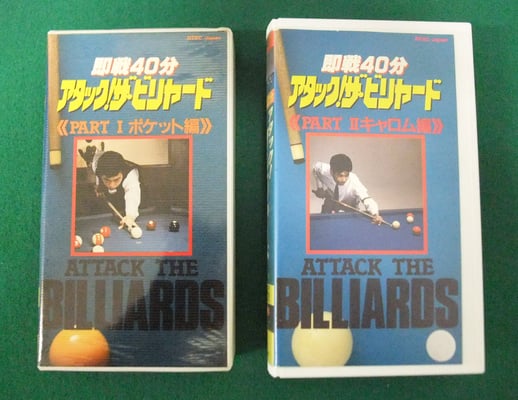 即戦40分
アタック!ザ・ビリヤード
《PART Ⅰ ポケット編》
ATTACK THE
BILLIARDS
即戦40分
アタック!ザ・ビリヤード
《PART Ⅱ キャロム編》
ATTACK THE
BILLIARDS